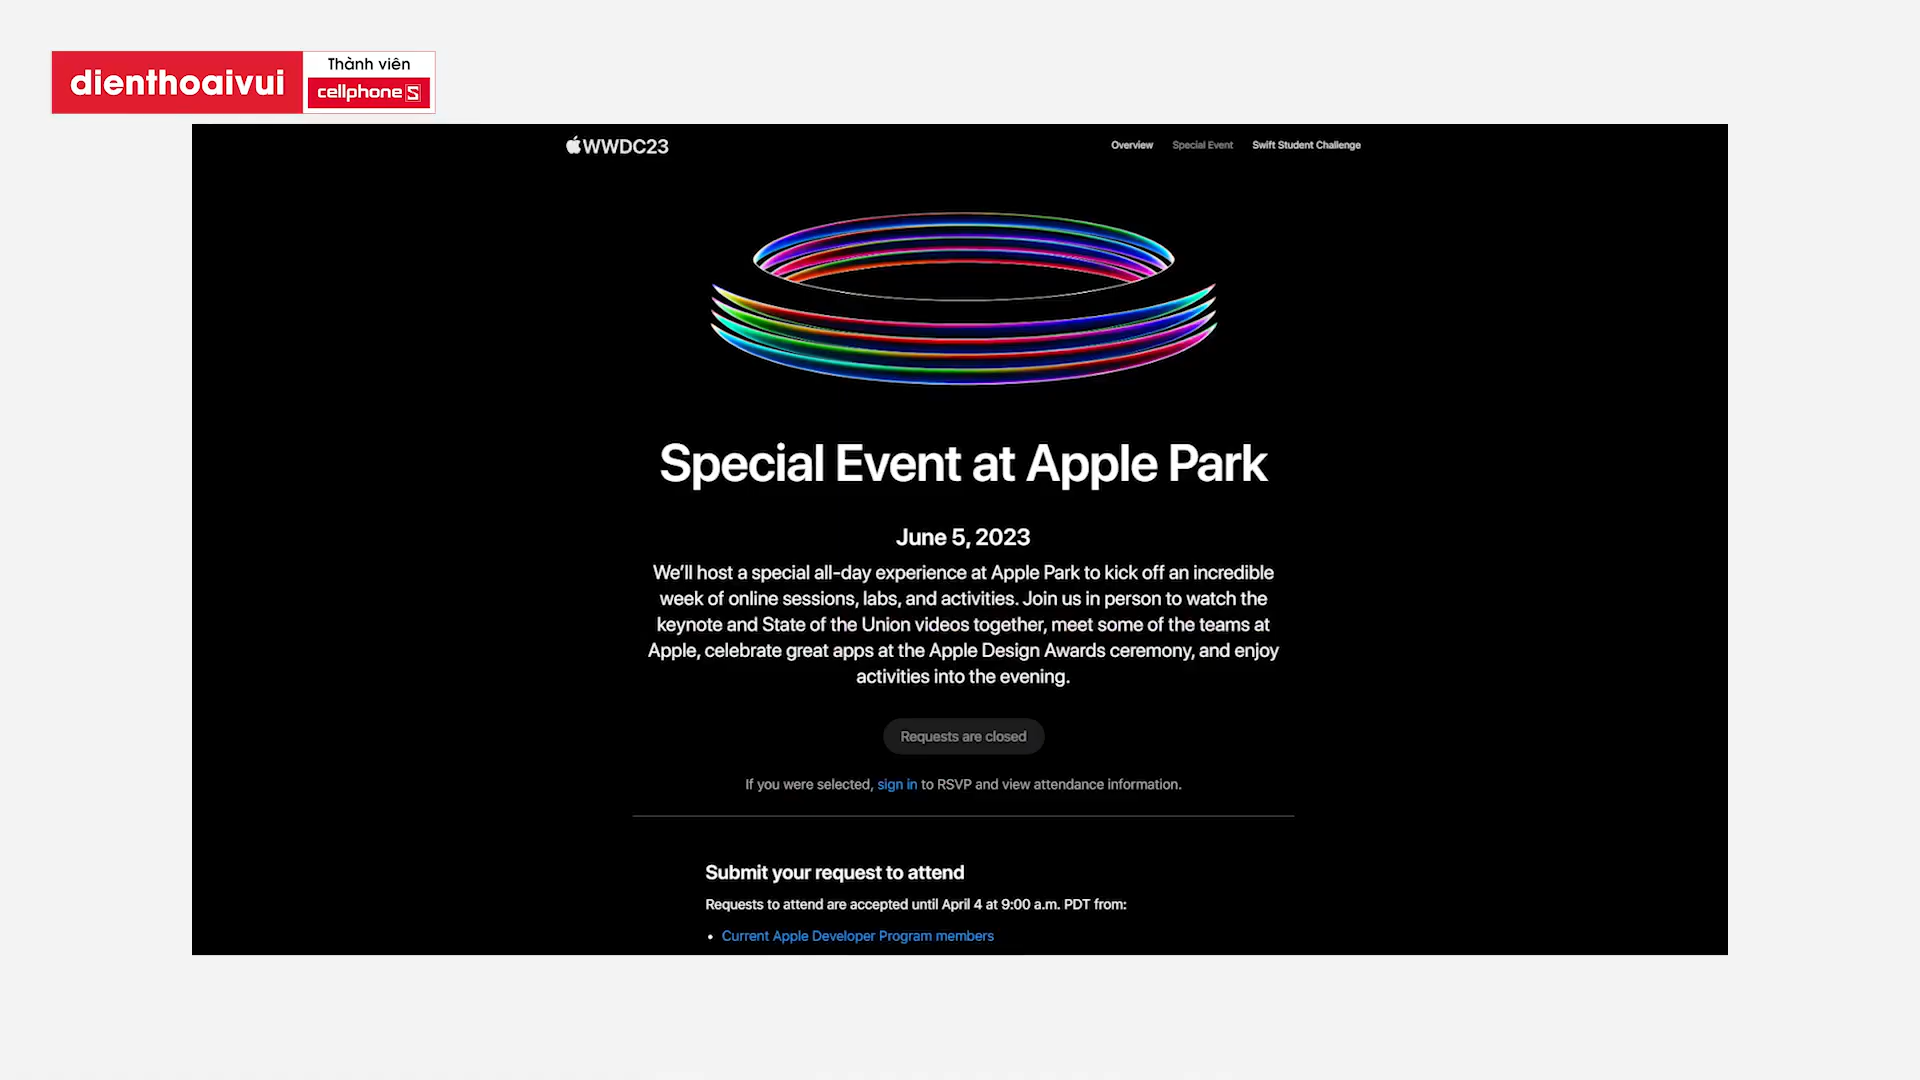 dienthoaivui
Thành viên
cellphoneS
WWDC23
Overview
Special Event
Swift Student Challenge
Special Event at Apple Park
June 5, 2023
We’ll host a special all-day experience at Apple Park to kick off an incredible
week of online sessions, labs, and activities. Join us in person to watch the
keynote and State of the Union videos together, meet some of the teams at
Apple, celebrate great apps at the Apple Design Awards ceremony, and enjoy
activities into the evening.
Requests are closed
If you were selected, sign in to RSVP and view attendance information.
Submit your request to attend
Requests to attend are accepted until April 4 at 9:00 a.m. PDT from:
• Current Apple Developer Program members